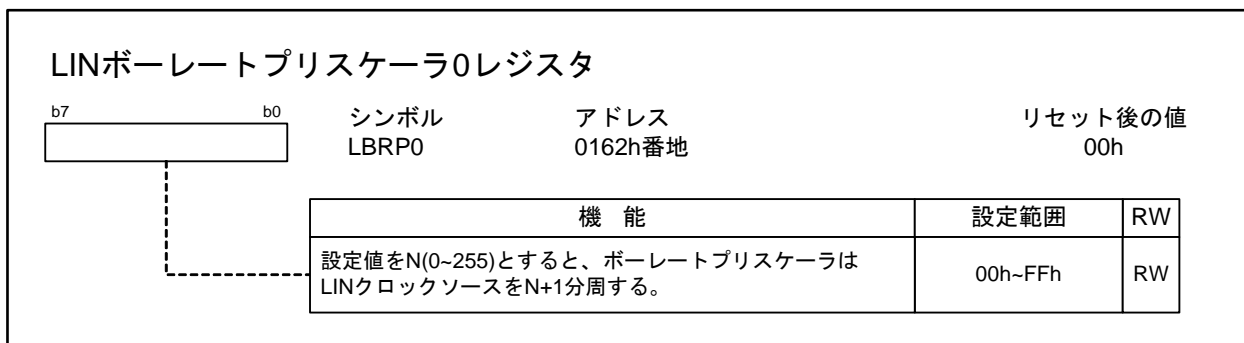 LINボーレートプリスケーラ0レジスタ
b7 b0
シンボル アドレス リセット後の値
LBRP0 0162h番地 00h
機 能 設定範囲 RW
設定値をN(0~255)とすると、ボーレートプリスケーラは
LINクロックソースをN+1分周する。
00h~FFh RW